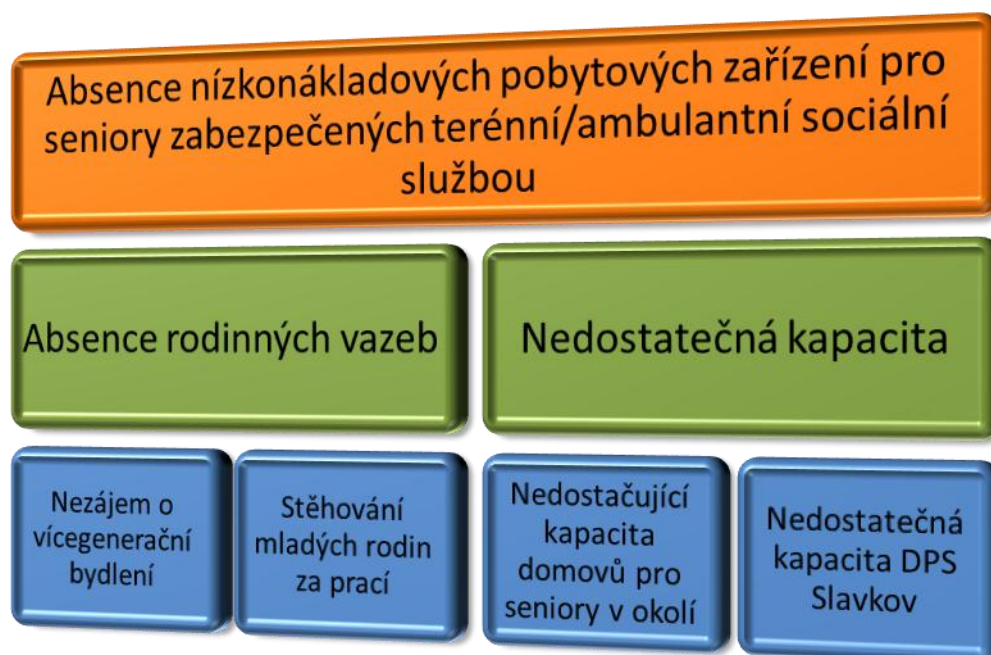 Absence nízkonákladových pobytových zařízení pro
seniory zabezpečených terénní/ambulantní sociální
službou
Absence rodinných vazeb
Nedostatečná kapacita
Nezájem o
vícegenerační
bydlení
Stěhování
mladých rodin
za prací
Nedostačující
kapacita
domovů pro
seniory v okolí
Nedostatečná
kapacita DPS
Slavkov